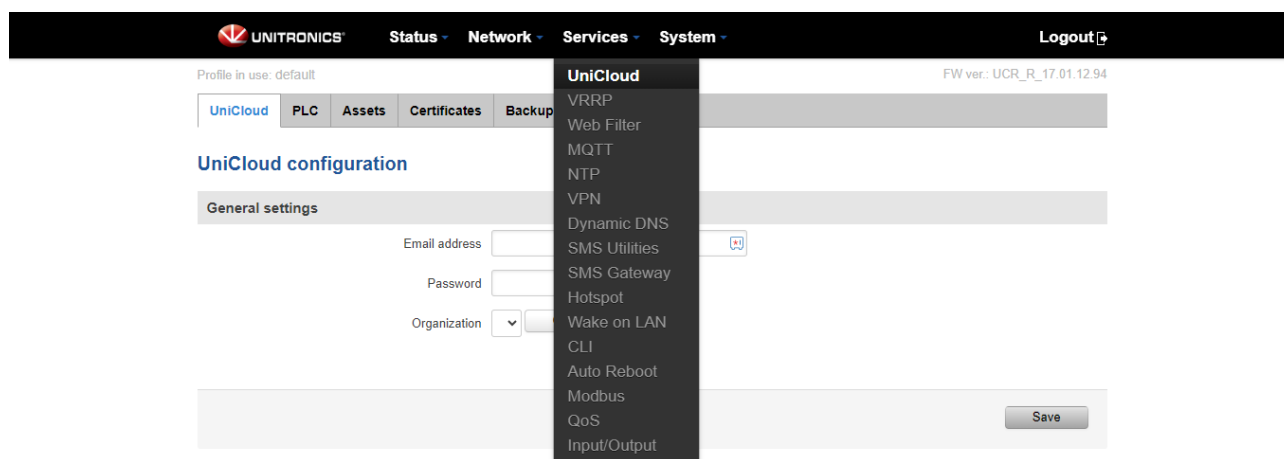 UNITRONICS Status Network Services System Logout
Profile in use: default
FW ver.: UCR_R_17.01.12.94
UniCloud PLC Assets Certificates Backup
UniCloud configuration
General settings
Email address
Password
Organization
Save
UniCloud
VRRP
Web Filter
MQTT
NTP
VPN
Dynamic DNS
SMS Utilities
SMS Gateway
Hotspot
Wake on LAN
CLI
Auto Reboot
Modbus
QoS
Input/Output